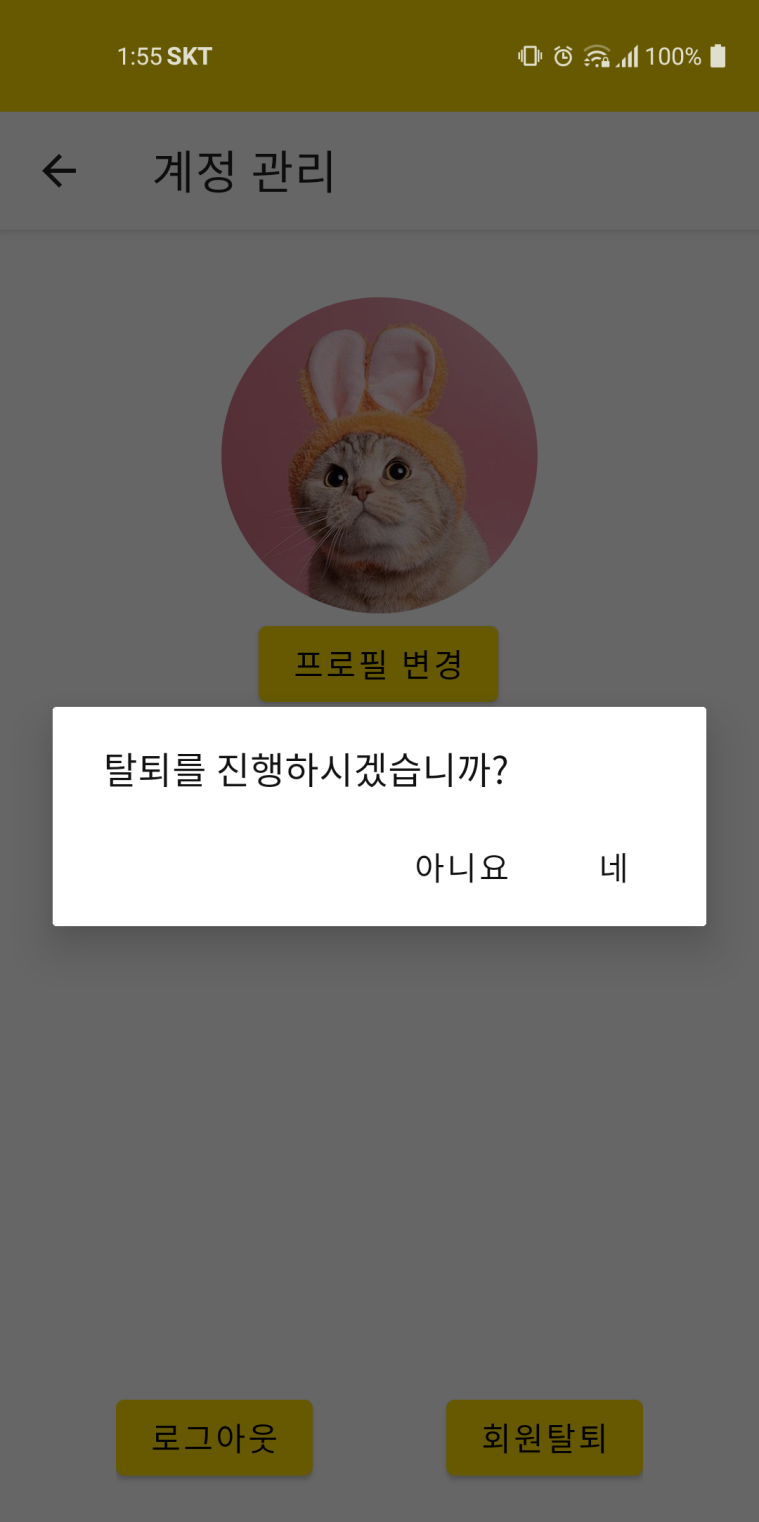 1:55 SKT 100%
계정 관리
프로필 변경
탈퇴를 진행하시겠습니까?
아니요 네
로그아웃 회원탈퇴